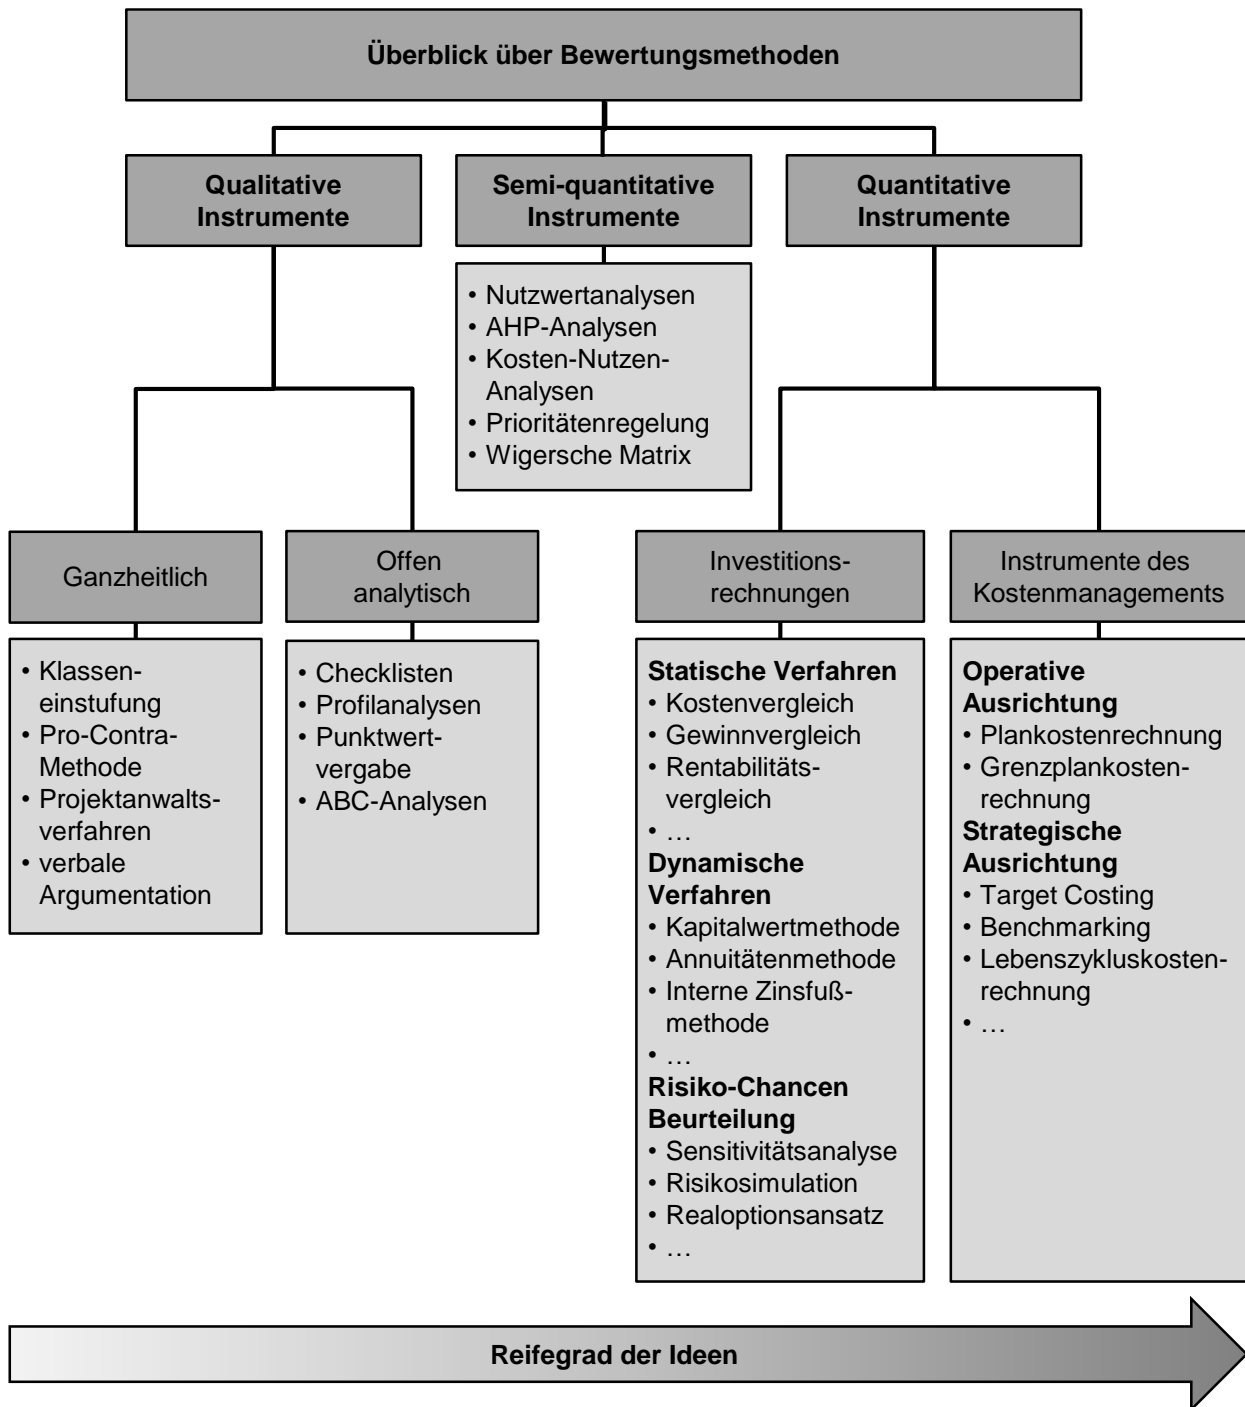 Überblick über Bewertungsmethoden
Qualitative
Instrumente
Semi-quantitative
Instrumente
Quantitative
Instrumente
• Nutzwertanalysen
• AHP-Analysen
• Kosten-Nutzen-
Analysen
• Prioritätenregelung
• Wigersche Matrix
Ganzheitlich
Offen
analytisch
Investitions-
rechnungen
Instrumente des
Kostenmanagements
• Klassen-
einstufung
• Pro-Contra-
Methode
• Projektanwalts-
verfahren
• verbale
Argumentation
• Checklisten
• Profilanalysen
• Punktwert-
vergabe
• ABC-Analysen
Statische Verfahren
• Kostenvergleich
• Gewinnvergleich
• Rentabilitäts-
vergleich
• …
Dynamische
Verfahren
• Kapitalwertmethode
• Annuitätenmethode
• Interne Zinsfuß-
methode
• …
Risiko-Chancen
Beurteilung
• Sensitivitätsanalyse
• Risikosimulation
• Realoptionsansatz
• …
Operative
Ausrichtung
• Plankostenrechnung
• Grenzplankosten-
rechnung
Strategische
Ausrichtung
• Target Costing
• Benchmarking
• Lebenszykluskosten-
rechnung
• …
Reifegrad der Ideen